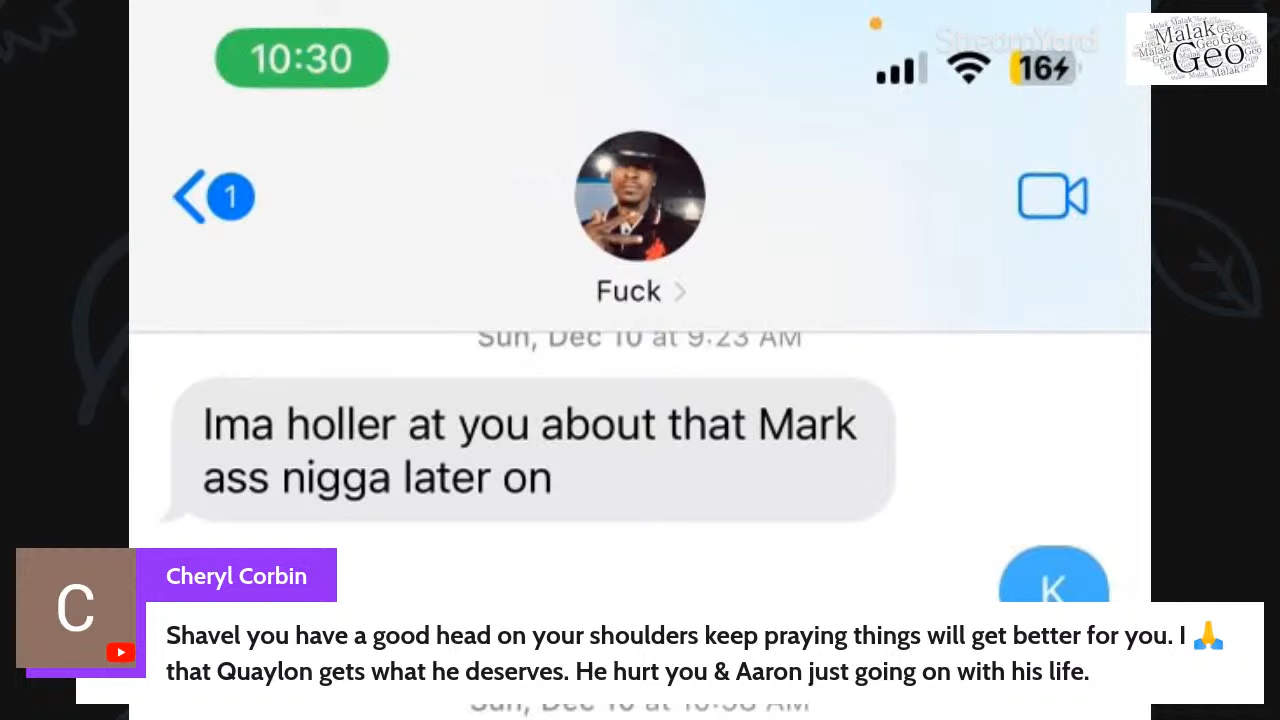 10:30
StreamYard
16
Malak
Geo
1
Fuck
Sun, Dec 10 at 9:23 AM
Ima holler at you about that Mark
ass nigga later on
K
C
Cheryl Corbin
Shavel you have a good head on your shoulders keep praying things will get better for you. I 🙏
that Quaylon gets what he deserves. He hurt you & Aaron just going on with his life.